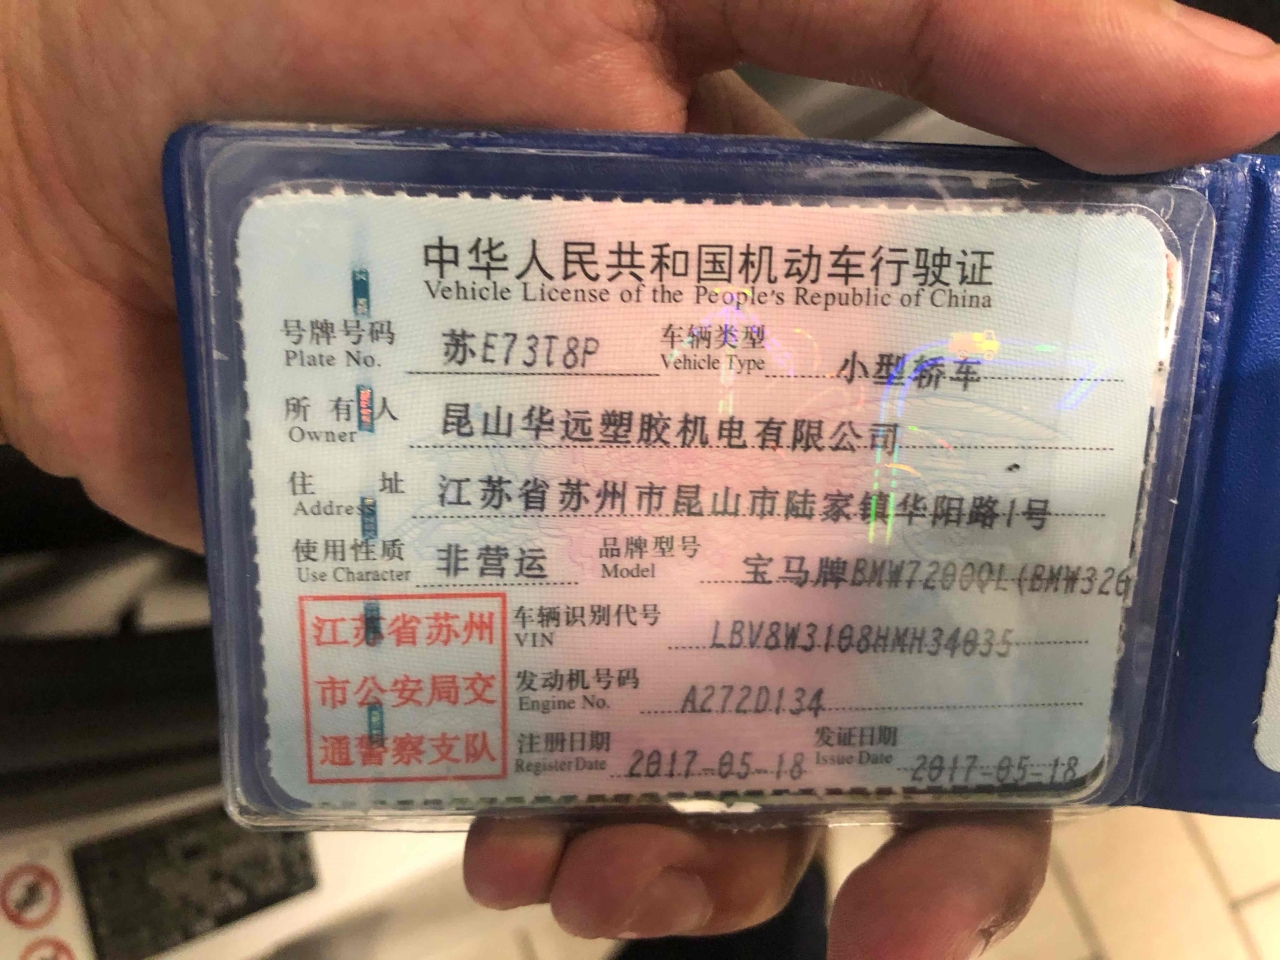 中华人民共和国机动车行驶证
Vehicle License of the People's Republic of China
号牌号码 苏E73T8P 车辆类型 小型轿车
Plate No. Vehicle Type
所有人 昆山华远塑胶机电有限公司
Owner
住址 江苏省苏州市昆山市陆家镇华阳路1号
Address
使用性质 非营运 品牌型号 宝马牌BMW7200QL(BMW326
Use Character Model
江苏省苏州
市公安局交
通警察支队
车辆识别代号 LBV8W3108HMH34035
VIN
发动机号码 A272D134
Engine No.
注册日期 2017-05-18 发证日期 2017-05-18
Register Date Issue Date